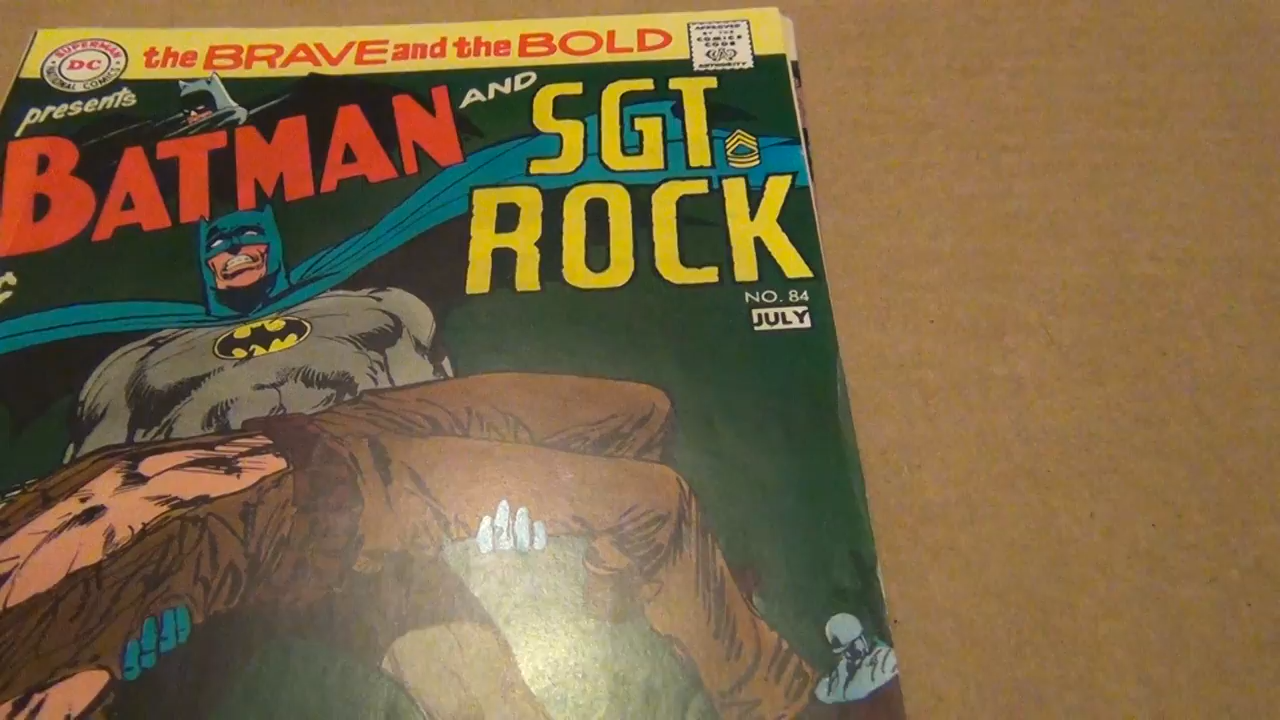 the BRAVE and the BOLD
SUPERMAN
DC
NATIONAL COMICS
APPROVED
BY THE
COMICS
CODE
AUTHORITY
presents
BATMAN AND SGT.
ROCK
NO. 84
JULY